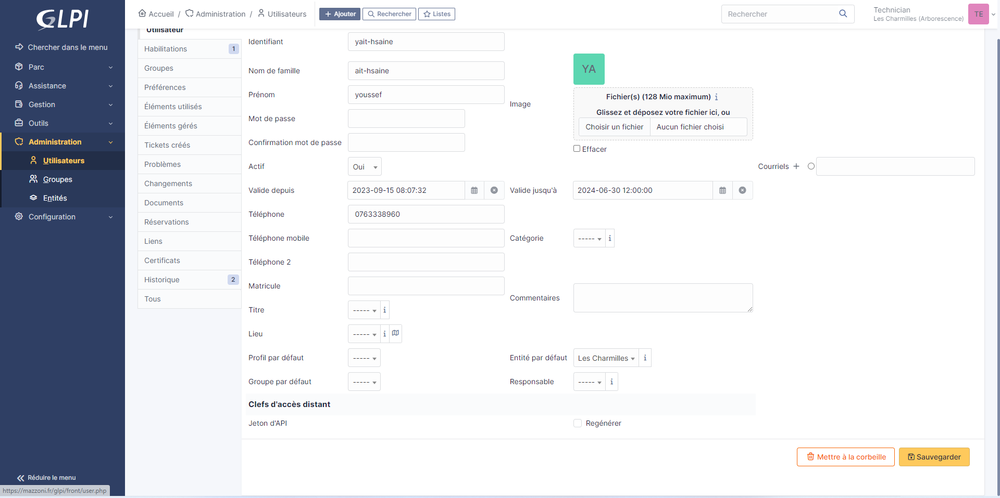 GLPI
Chercher dans le menu
Parc
Assistance
Gestion
Outils
Administration
Utilisateurs
Groupes
Entités
Configuration
Réduire le menu
https://mazzoni.fr/glpi/front/user.php
Accueil / Administration / Utilisateurs
Ajouter
Rechercher
Listes
Rechercher
Technician
Les Charmilles (Arborescence)
TE
Utilisateur
Habilitations 1
Groupes
Préférences
Éléments utilisés
Éléments gérés
Tickets créés
Problèmes
Changements
Documents
Réservations
Liens
Certificats
Historique 2
Tous
Identifiant yait-hsaine
Nom de famille ait-hsaine
Prénom youssef
Mot de passe
Confirmation mot de passe
Image
YA
Fichier(s) (128 Mio maximum) i
Glissez et déposez votre fichier ici, ou
Choisir un fichier Aucun fichier choisi
Effacer
Actif Oui
Courriels +
Valide depuis 2023-09-15 08:07:32
Valide jusqu'à 2024-06-30 12:00:00
Téléphone 0763338960
Téléphone mobile
Catégorie ----- i
Téléphone 2
Matricule
Commentaires
Titre ----- i
Lieu ----- i
Profil par défaut -----
Entité par défaut Les Charmilles i
Groupe par défaut -----
Responsable ----- i
Clefs d'accès distant
Jeton d'API Regénérer
Mettre à la corbeille
Sauvegarder